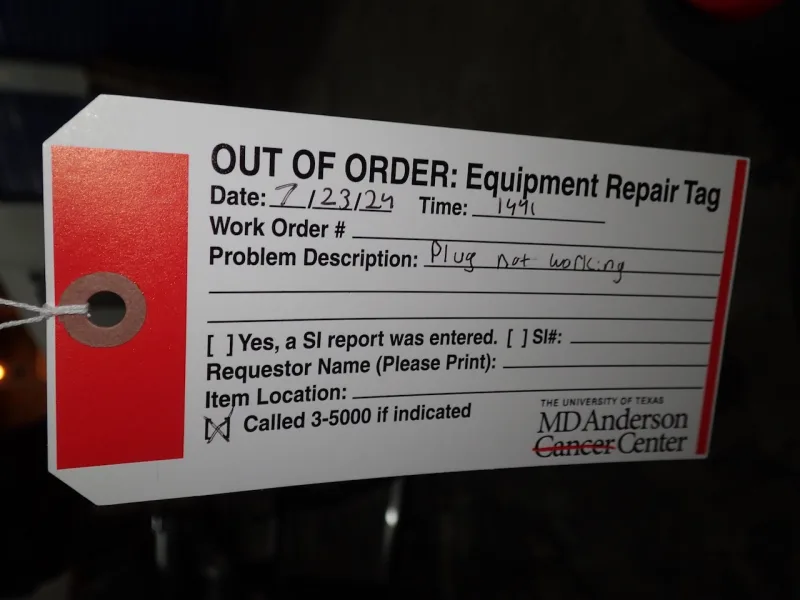 OUT OF ORDER: Equipment Repair Tag
Date: 7/23/24 Time: 1441
Work Order #
Problem Description: Plug not working
[ ] Yes, a SI report was entered. [ ] SI#:
Requestor Name (Please Print):
Item Location:
[X] Called 3-5000 if indicated
THE UNIVERSITY OF TEXAS
MD Anderson
Cancer Center